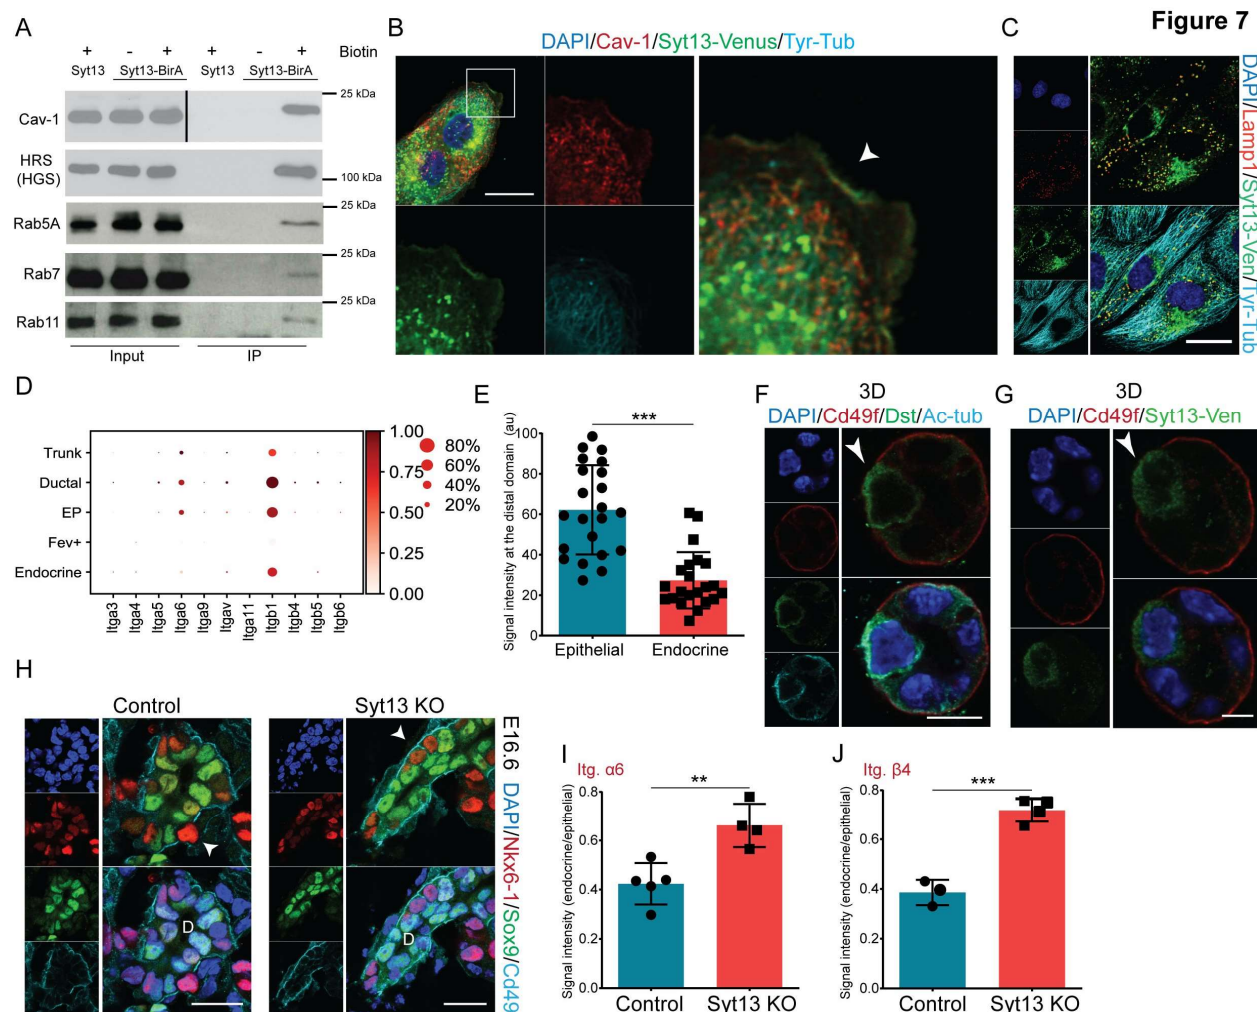 Figure 7
A
+ - + + - + Biotin
Syt13 Syt13-BirA Syt13 Syt13-BirA
25 kDa
Cav-1
HRS
(HGS)
100 kDa
25 kDa
Rab5A
25 kDa
Rab7
25 kDa
Rab11
Input IP
B
DAPI/Cav-1/Syt13-Venus/Tyr-Tub
C
DAPI/Lamp1/Syt13-Ven/Tyr-Tub
D
Trunk
Ductal
EP
Fev+
Endocrine
Itga3 Itga4 Itga5 Itga6 Itga9 Itgav Itga11 Itgb1 Itgb4 Itgb5 Itgb6
1.00
0.75
0.50
0.25
0.00
80%
60%
40%
20%
E
Signal intensity at the distal domain (au)
***
100
80
60
40
20
0
Epithelial Endocrine
F
3D
DAPI/Cd49f/Dst/Ac-tub
G
3D
DAPI/Cd49f/Syt13-Ven
H
Control Syt13 KO
D
D
E16.6 DAPI/Nkx6-1/Sox9/Cd49
I
Itg. α6
Signal intensity (endocrine/epithelial)
**
0.8
0.6
0.4
0.2
0.0
Control Syt13 KO
J
Itg. β4
Signal intensity (endocrine/epithelial)
***
0.8
0.6
0.4
0.2
0.0
Control Syt13 KO